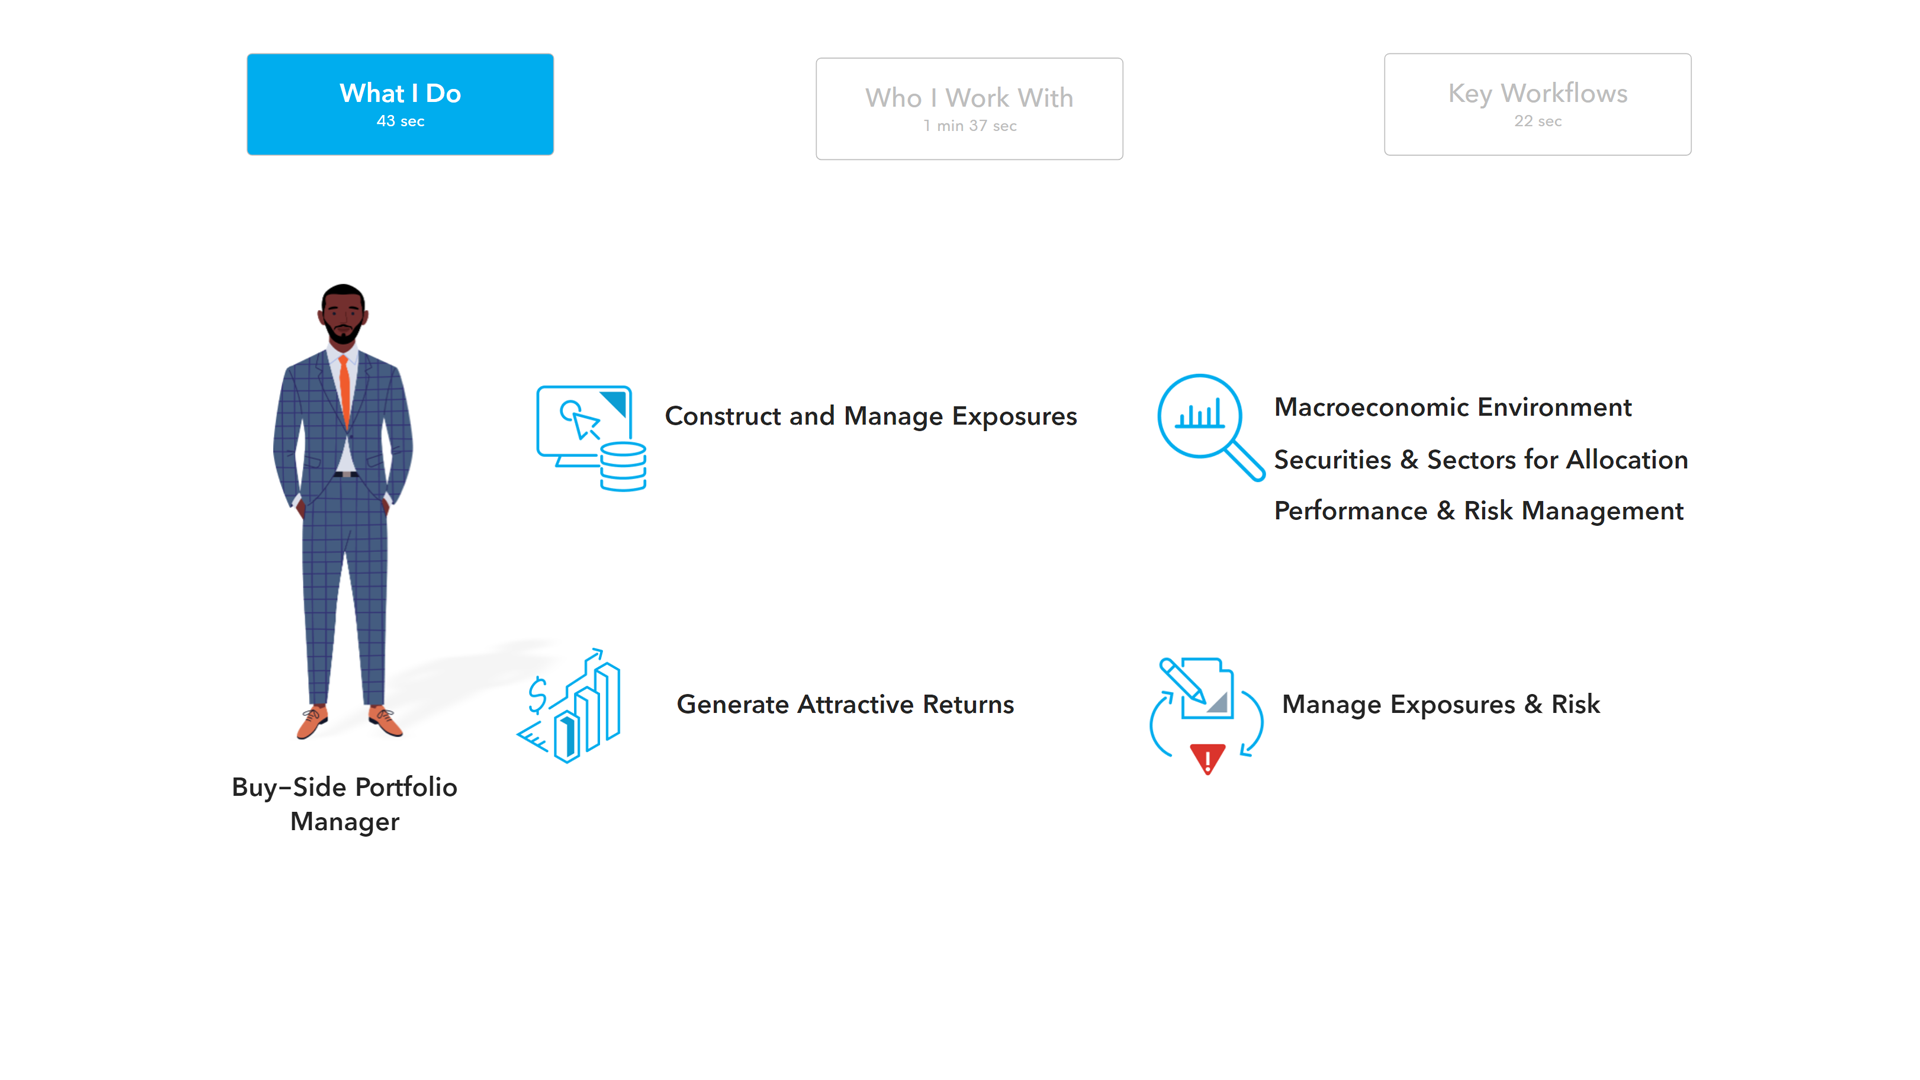 What I Do
43 sec
Who I Work With
1 min 37 sec
Key Workflows
22 sec
Construct and Manage Exposures
Macroeconomic Environment
Securities & Sectors for Allocation
Performance & Risk Management
$
Generate Attractive Returns
!
Manage Exposures & Risk
Buy–Side Portfolio
Manager